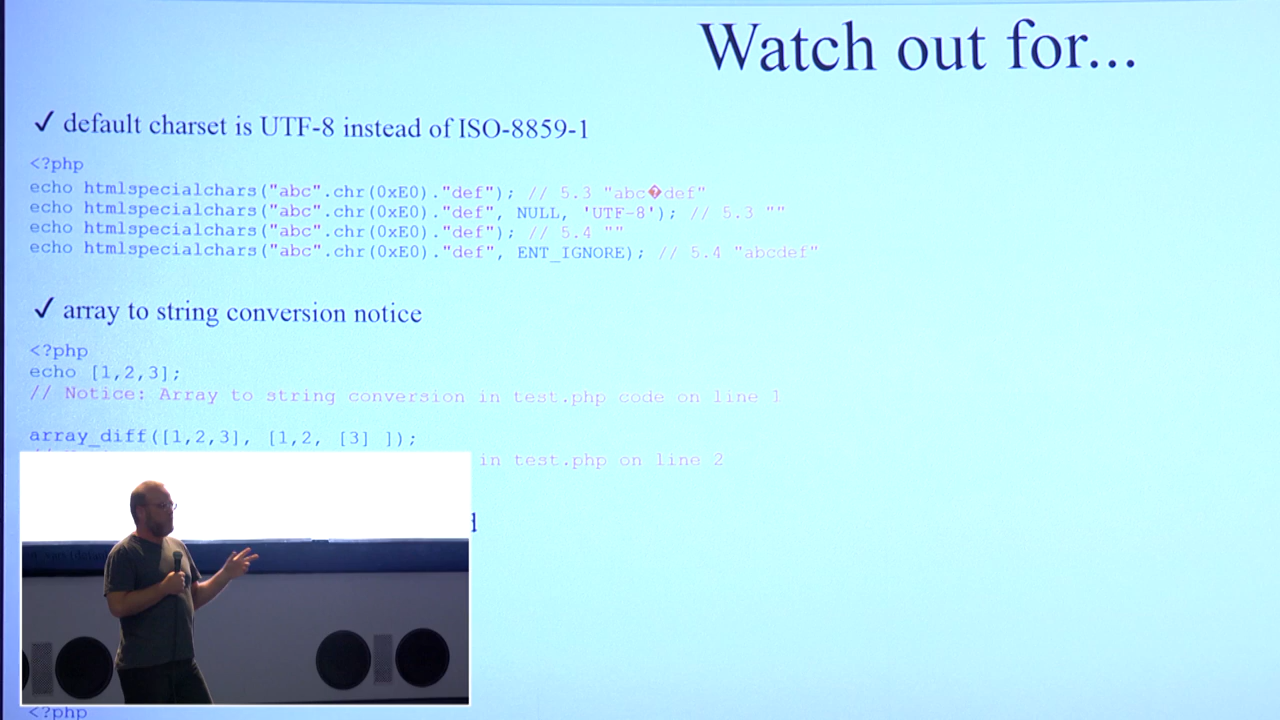 Watch out for...
✓ default charset is UTF-8 instead of ISO-8859-1
<?php
echo htmlspecialchars("abc".chr(0xE0)."def"); // 5.3 "abc�def"
echo htmlspecialchars("abc".chr(0xE0)."def", NULL, 'UTF-8'); // 5.3 ""
echo htmlspecialchars("abc".chr(0xE0)."def"); // 5.4 ""
echo htmlspecialchars("abc".chr(0xE0)."def", ENT_IGNORE); // 5.4 "abcdef"
✓ array to string conversion notice
<?php
echo [1,2,3];
// Notice: Array to string conversion in test.php code on line 1
array_diff([1,2,3], [1,2, [3] ]);
in test.php on line 2
<?php